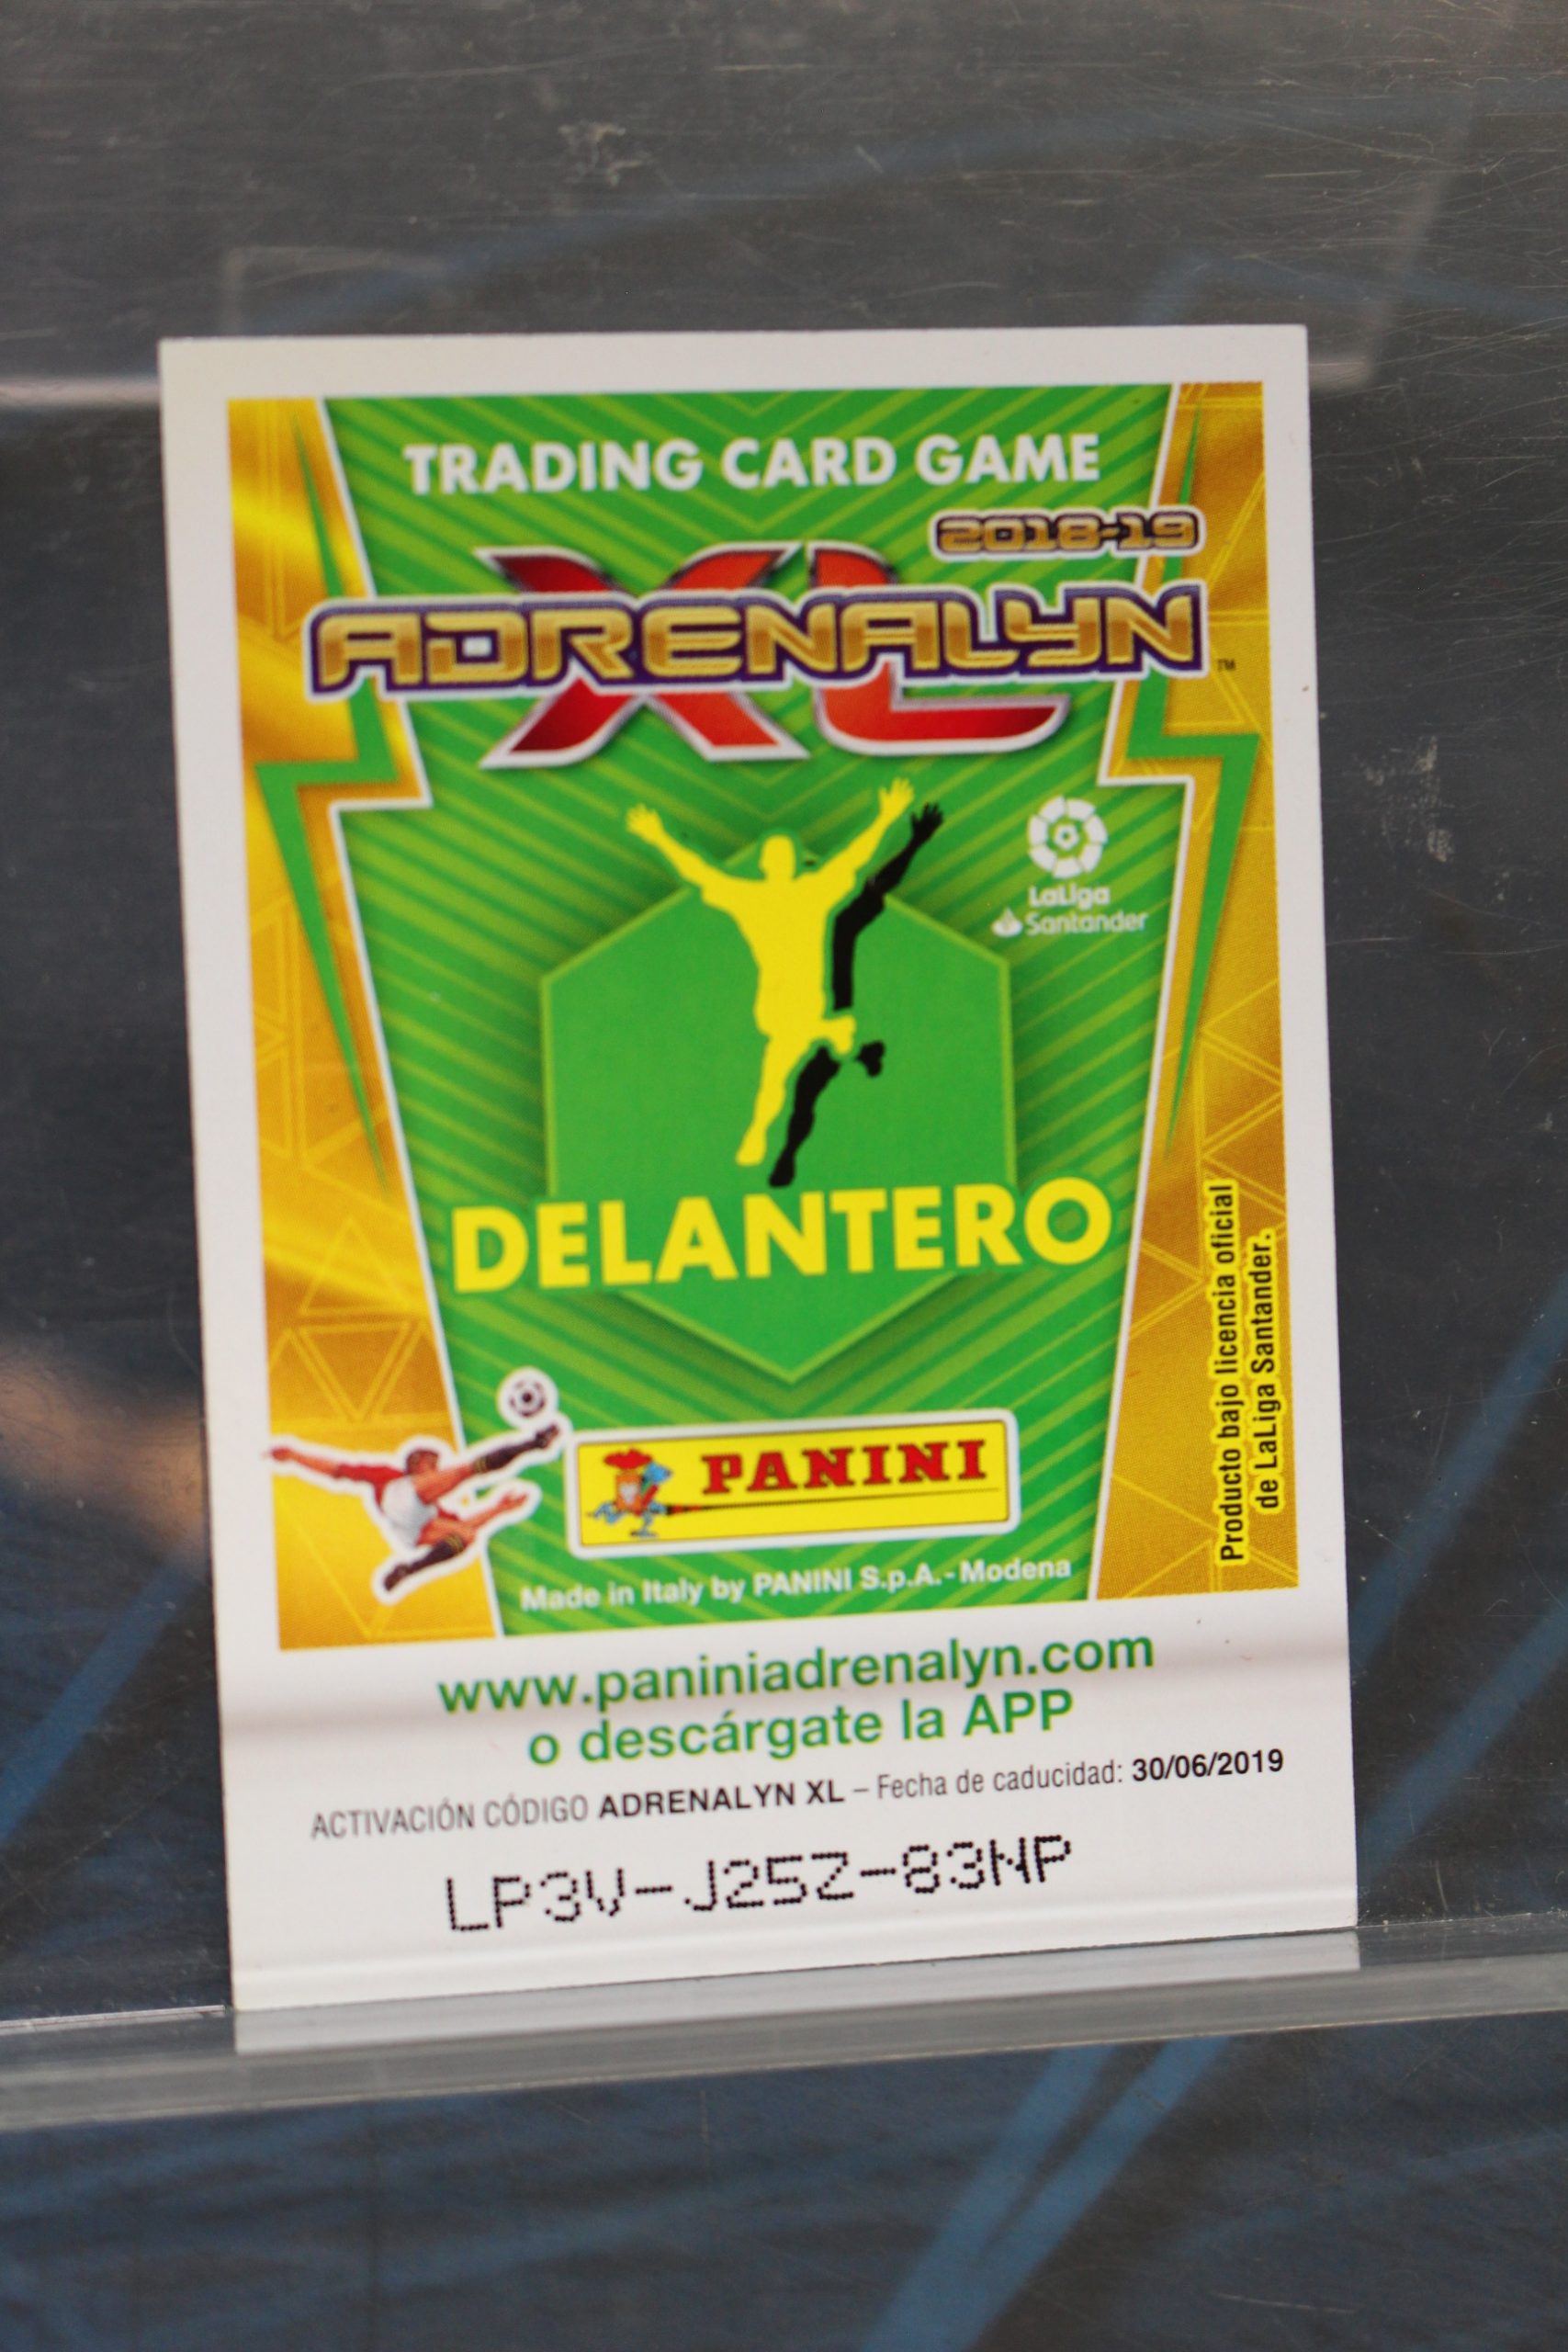 TRADING CARD GAME
2018-19
XL
ADRENALYN™
LaLiga
Santander
DELANTERO
Producto bajo licencia oficial
de LaLiga Santander.
PANINI
Made in Italy by PANINI S.p.A.-Modena
www.paniniadrenalyn.com
o descárgate la APP
ACTIVACIÓN CÓDIGO ADRENALYN XL – Fecha de caducidad: 30/06/2019
LP3V-J25Z-83NP